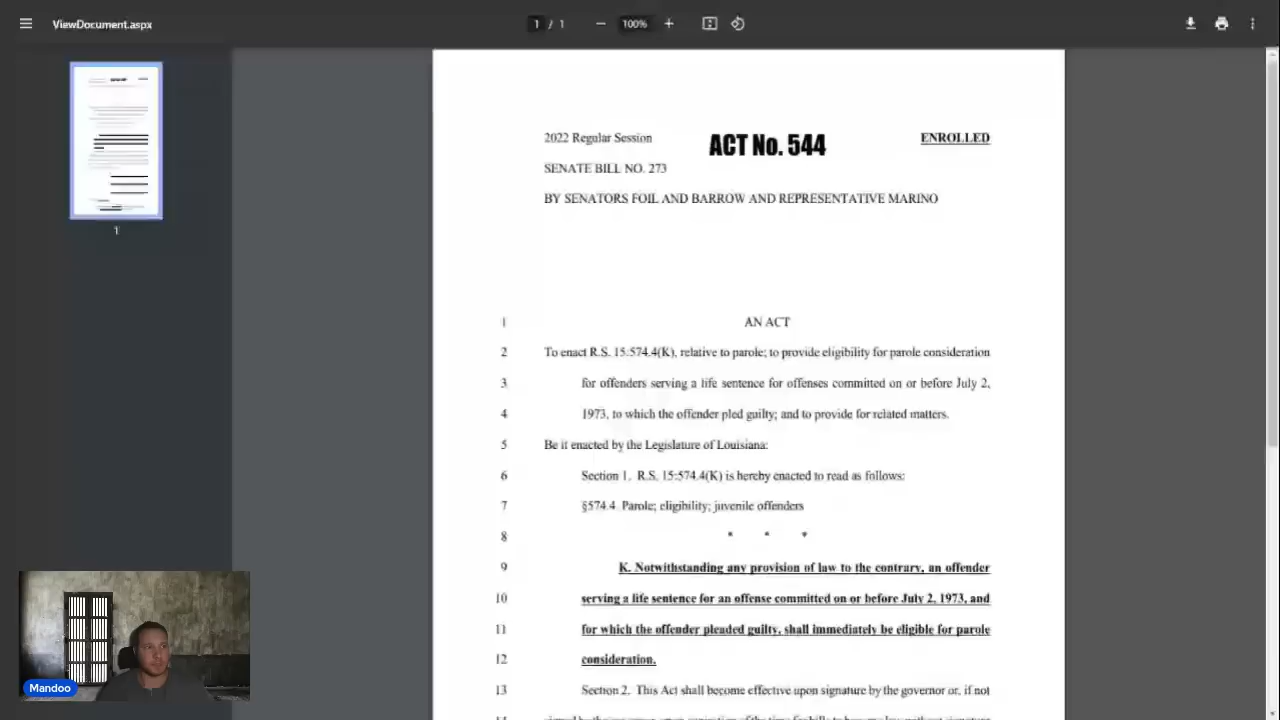 ViewDocument.aspx
1 / 1
100%
1
2022 Regular Session
ACT No. 544
ENROLLED
SENATE BILL NO. 273
BY SENATORS FOIL AND BARROW AND REPRESENTATIVE MARINO
1 AN ACT
2 To enact R.S. 15:574.4(K), relative to parole; to provide eligibility for parole consideration
3 for offenders serving a life sentence for offenses committed on or before July 2,
4 1973, to which the offender pled guilty; and to provide for related matters.
5 Be it enacted by the Legislature of Louisiana:
6 Section 1. R.S. 15:574.4(K) is hereby enacted to read as follows:
7 §574.4. Parole; eligibility; juvenile offenders
8 * * *
9 K. Notwithstanding any provision of law to the contrary, an offender
10 serving a life sentence for an offense committed on or before July 2, 1973, and
11 for which the offender pleaded guilty, shall immediately be eligible for parole
12 consideration.
13 Section 2. This Act shall become effective upon signature by the governor or, if not
Mandoo